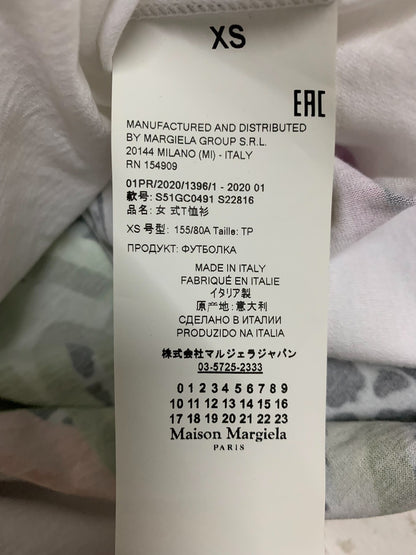 XS
EAC
MANUFACTURED AND DISTRIBUTED
BY MARGIELA GROUP S.R.L.
20144 MILANO (MI) - ITALY
RN 154909
01PR/2020/1396/1 - 2020 01
款号: S51GC0491 S22816
品名: 女 式T恤衫
XS 号型: 155/80A Taille: TP
ПРОДУКТ: ФУТБОЛКА
MADE IN ITALY
FABRIQUÉ EN ITALIE
イタリア製
原产地: 意大利
СДЕЛАНО В ИТАЛИИ
PRODUZIDO NA ITALIA
株式会社マルジェラジャパン
03-5725-2333
0 1 2 3 4 5 6 7 8 9
10 11 12 13 14 15 16
17 18 19 20 21 22 23
Maison Margiela
PARIS